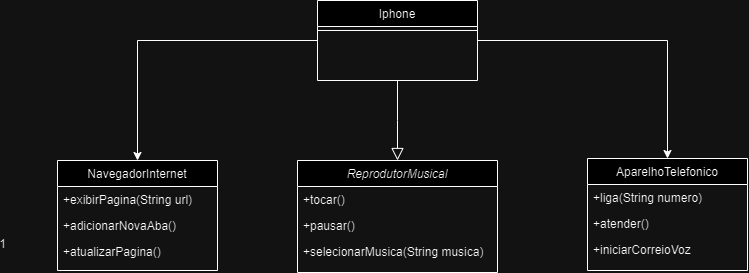 Iphone
NavegadorInternet
+exibirPagina(String url)
+adicionarNovaAba()
+atualizarPagina()
ReprodutorMusical
+tocar()
+pausar()
+selecionarMusica(String musica)
AparelhoTelefonico
+liga(String numero)
+atender()
+iniciarCorreioVoz
1